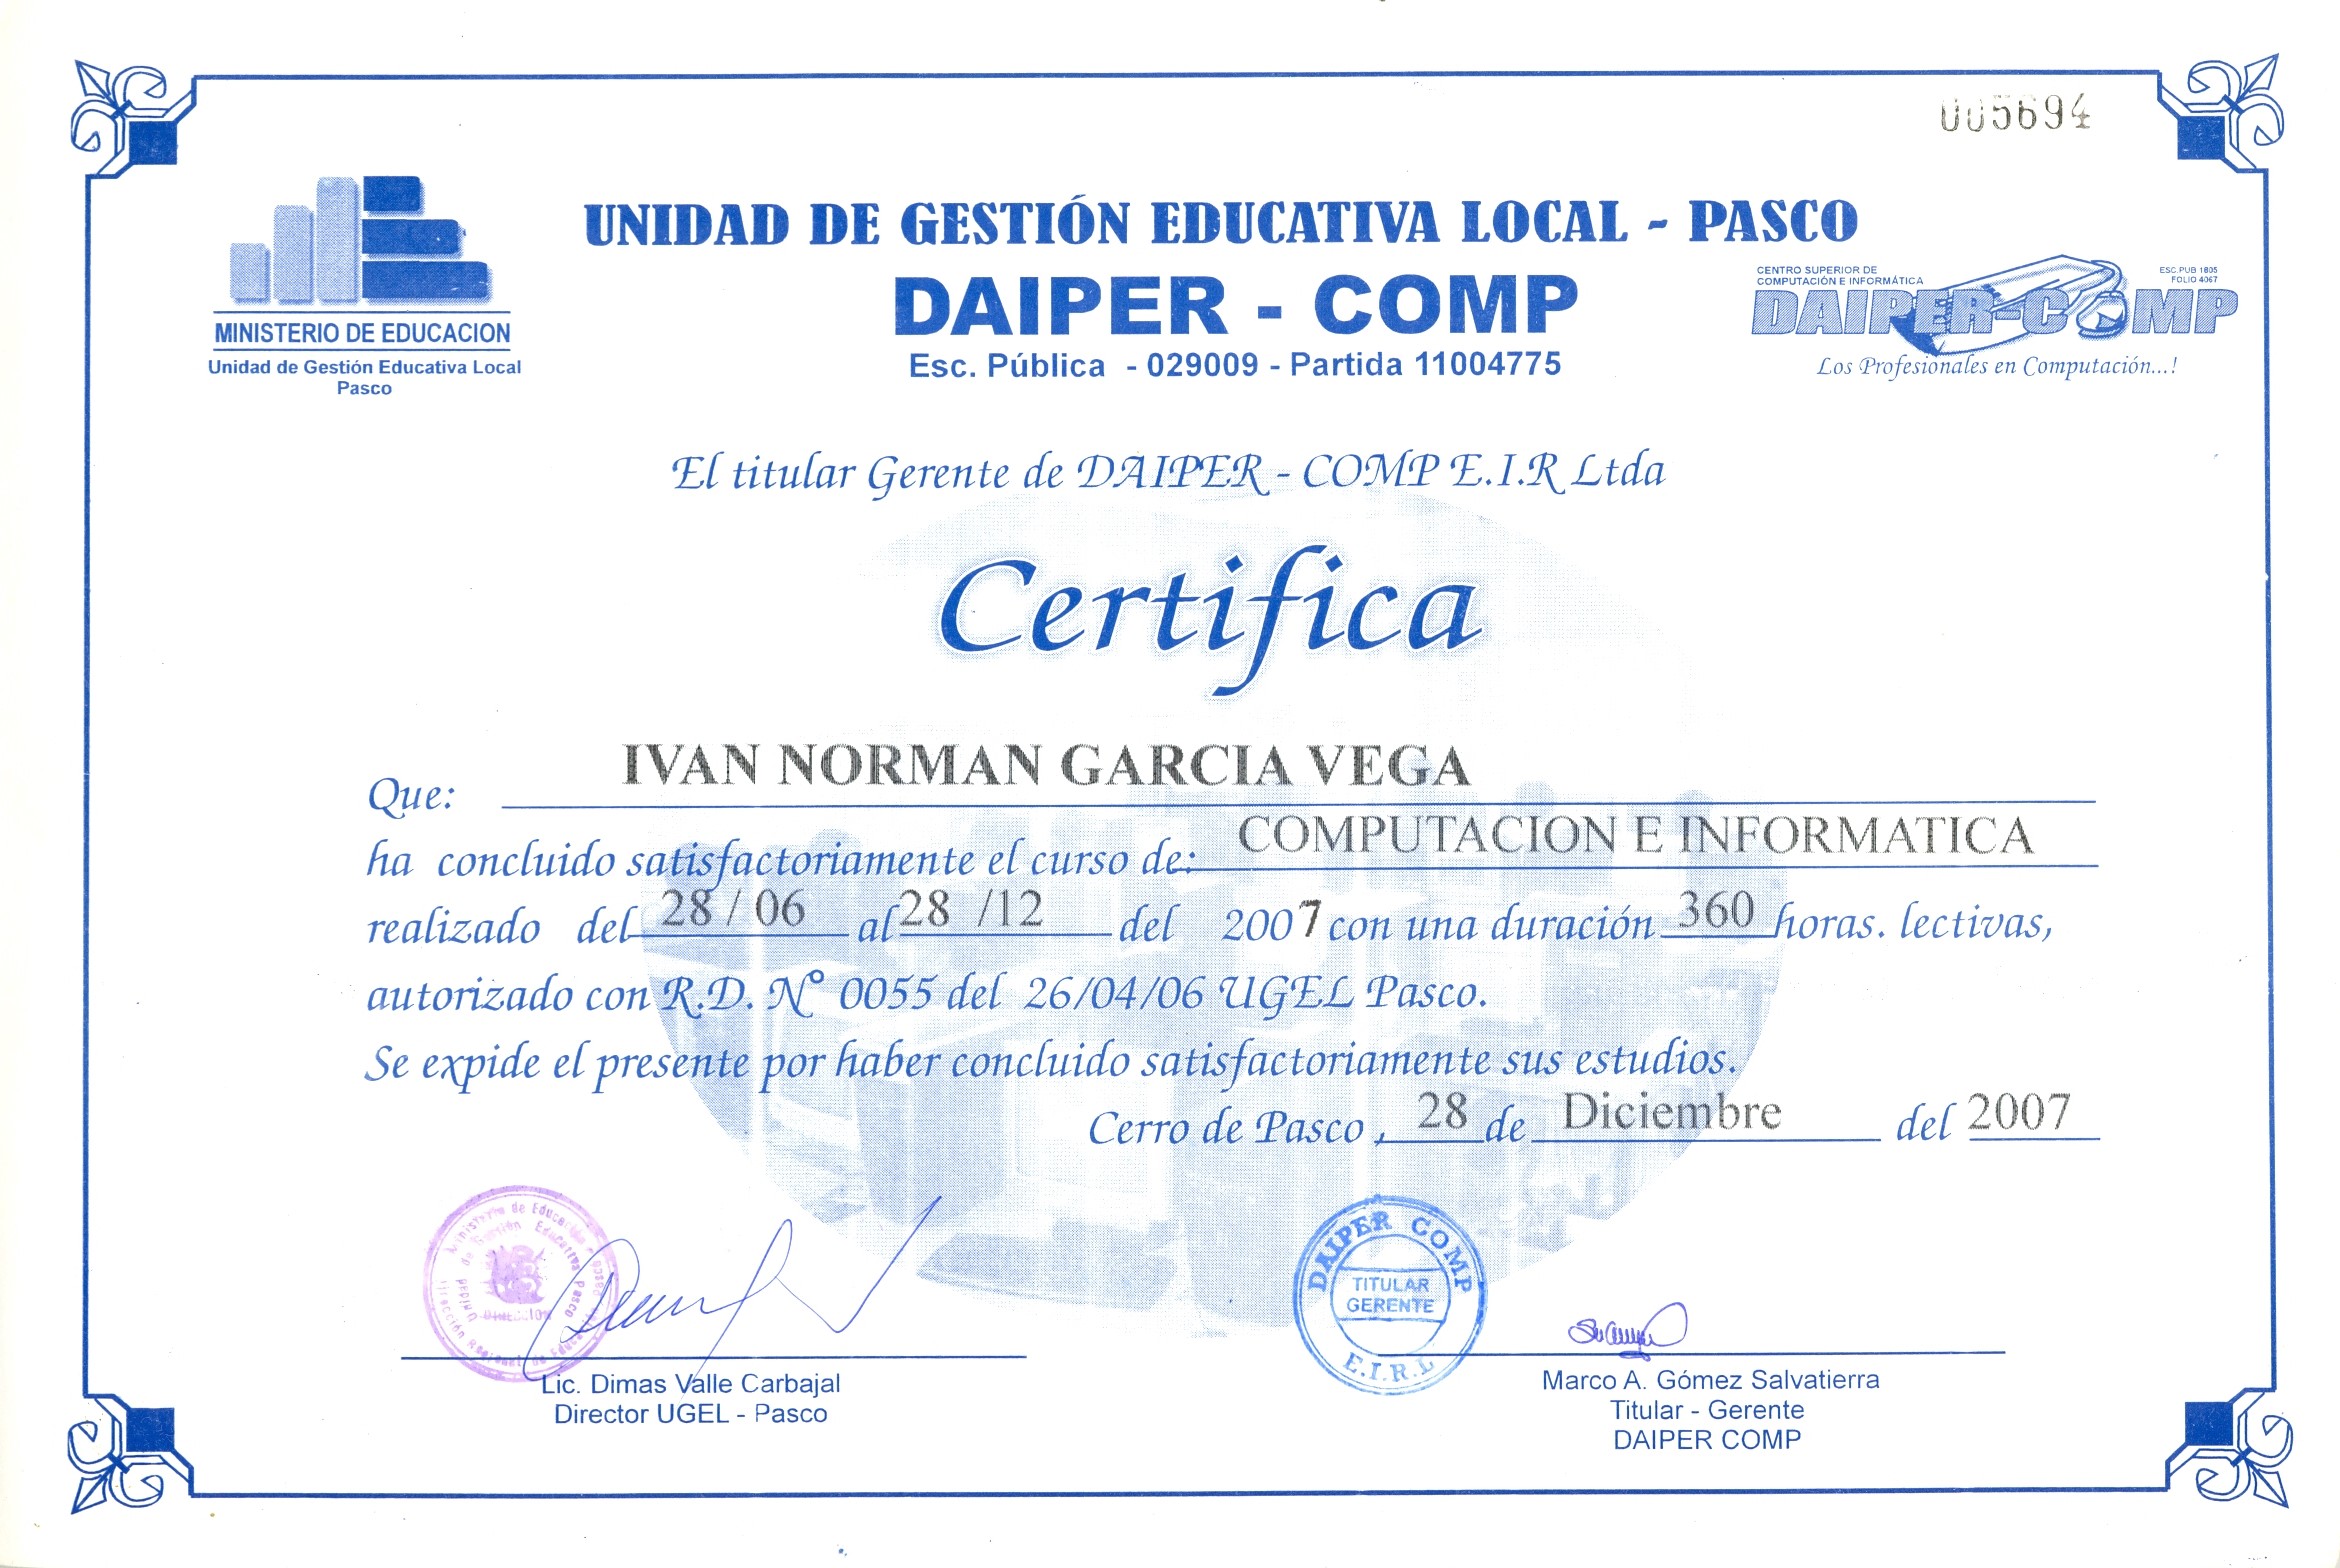 005694
UNIDAD DE GESTIÓN EDUCATIVA LOCAL - PASCO
DAIPER - COMP
Esc. Pública - 029009 - Partida 11004775
MINISTERIO DE EDUCACION
Unidad de Gestión Educativa Local
Pasco
CENTRO SUPERIOR DE
COMPUTACIÓN E INFORMÁTICA
ESC.PUB 1805
FOLIO 4067
DAIPER-COMP
Los Profesionales en Computación...!
El titular Gerente de DAIPER - COMP E.I.R Ltda
Certifica
Que: IVAN NORMAN GARCIA VEGA
ha concluido satisfactoriamente el curso de: COMPUTACION E INFORMATICA
realizado del 28 / 06 al 28 /12 del 2007 con una duración 360 horas. lectivas,
autorizado con R.D. N° 0055 del 26/04/06 UGEL Pasco.
Se expide el presente por haber concluido satisfactoriamente sus estudios.
Cerro de Pasco , 28 de Diciembre del 2007
Ministerio de Educación
Unidad de Gestión Educativa Pasco
DIRECCIÓN
Dirección Regional de Educación Pasco
DAIPER COMP
TITULAR
GERENTE
E.I.R.L
Lic. Dimas Valle Carbajal
Director UGEL - Pasco
Marco A. Gómez Salvatierra
Titular - Gerente
DAIPER COMP